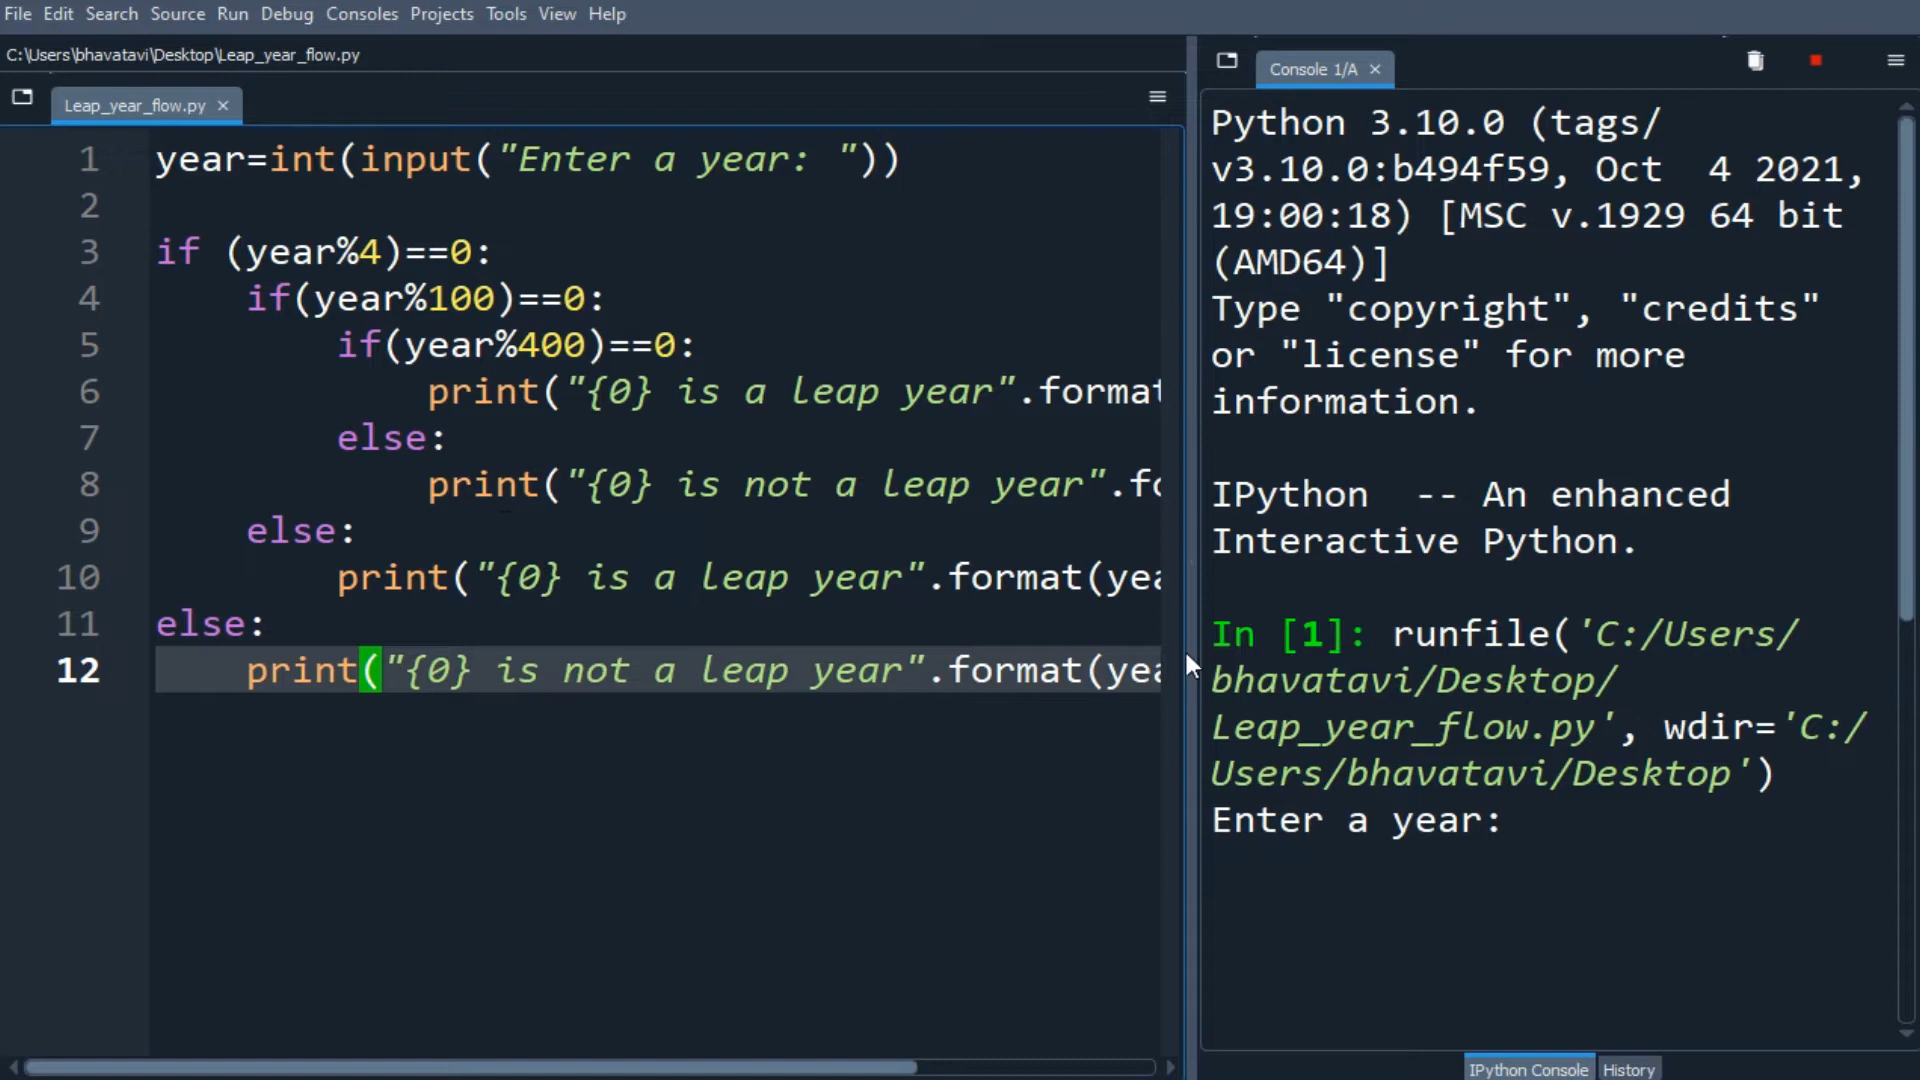 File Edit Search Source Run Debug Consoles Projects Tools View Help
C:\Users\bhavatavi\Desktop\Leap_year_flow.py
Leap_year_flow.py
1 year=int(input("Enter a year: "))
2
3 if (year%4)==0:
4 if(year%100)==0:
5 if(year%400)==0:
6 print("{0} is a leap year".format
7 else:
8 print("{0} is not a leap year".fo
9 else:
10 print("{0} is a leap year".format(yea
11 else:
12 print("{0} is not a leap year".format(yea
Console 1/A
Python 3.10.0 (tags/
v3.10.0:b494f59, Oct  4 2021,
19:00:18) [MSC v.1929 64 bit
(AMD64)]
Type "copyright", "credits"
or "license" for more
information.
IPython  -- An enhanced
Interactive Python.
In [1]: runfile('C:/Users/
bhavatavi/Desktop/
Leap_year_flow.py', wdir='C:/
Users/bhavatavi/Desktop')
Enter a year:
IPython Console History